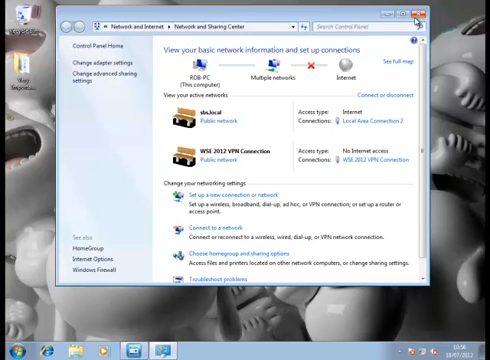 Network and Internet ▸ Network and Sharing Center
Search Control Panel
Control Panel Home
Change adapter settings
Change advanced sharing
settings
View your basic network information and set up connections
See full map
ROB-PC
(This computer)
Multiple networks
Internet
View your active networks
Connect or disconnect
sbs.local
Public network
Access type: Internet
Connections: Local Area Connection 2
WSE 2012 VPN Connection
Public network
Access type: No Internet access
Connections: WSE 2012 VPN Connection
Change your networking settings
Set up a new connection or network
Set up a wireless, broadband, dial-up, ad hoc, or VPN connection; or set up a router or
access point.
Connect to a network
Connect or reconnect to a wireless, wired, dial-up, or VPN network connection.
Choose homegroup and sharing options
Access files and printers located on other network computers, or change sharing settings.
Troubleshoot problems
See also
HomeGroup
Internet Options
Windows Firewall
10:56
18/07/2012